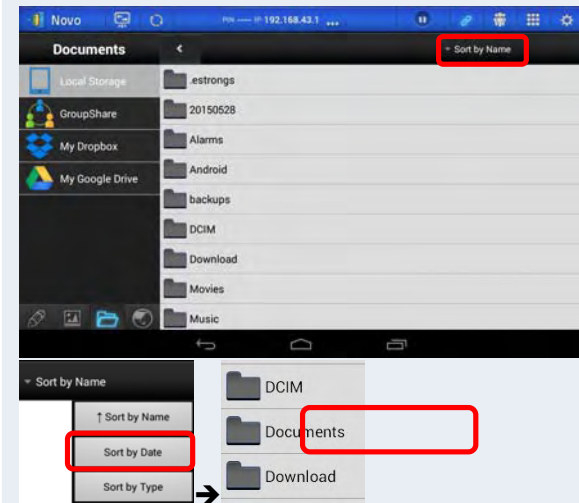 Novo
PIN ---- IP 192.168.43.1 ...
Documents
Sort by Name
Local Storage
GroupShare
My Dropbox
My Google Drive
.estrongs
20150528
Alarms
Android
backups
DCIM
Download
Movies
Music
Sort by Name
↑ Sort by Name
Sort by Date
Sort by Type
➔
DCIM
Documents
Download